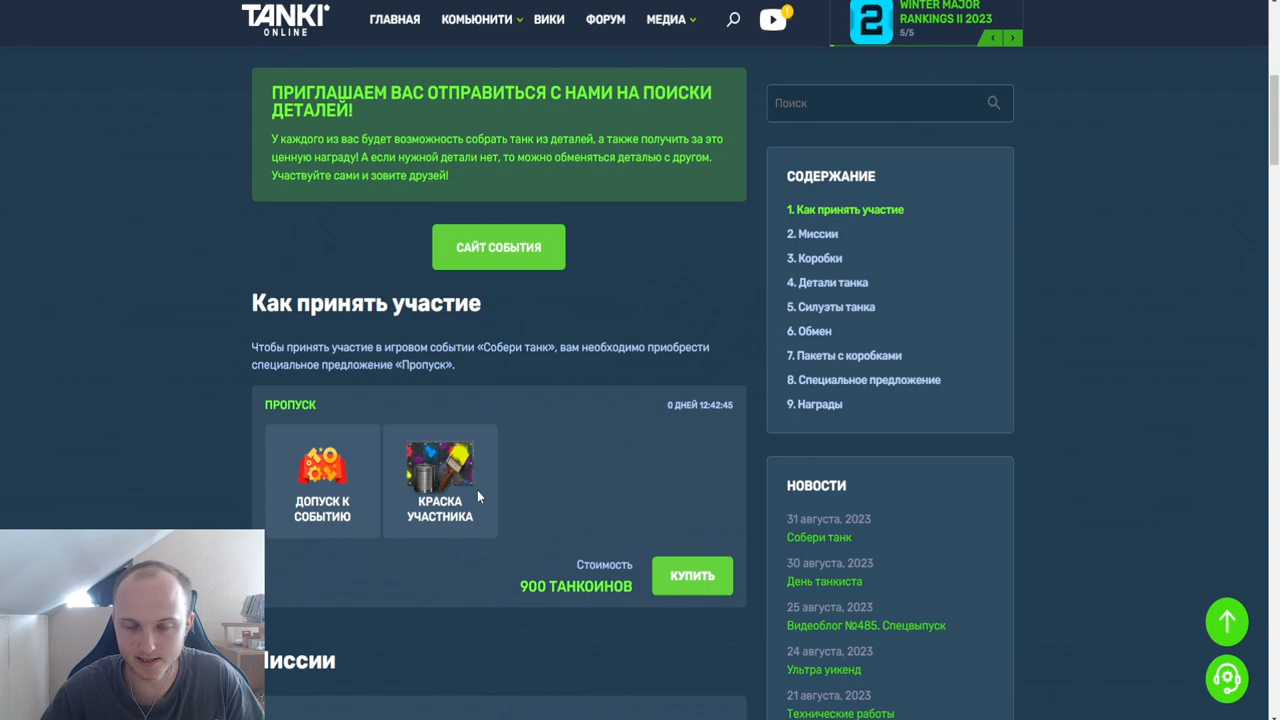 TANKI
ONLINE
ГЛАВНАЯ
КОМЬЮНИТИ
ВИКИ
ФОРУМ
МЕДИА
!
2
WINTER MAJOR
RANKINGS II 2023
5/5
ПРИГЛАШАЕМ ВАС ОТПРАВИТЬСЯ С НАМИ НА ПОИСКИ
ДЕТАЛЕЙ!
У каждого из вас будет возможность собрать танк из деталей, а также получить за это
ценную награду! А если нужной детали нет, то можно обменяться деталью с другом.
Участвуйте сами и зовите друзей!
САЙТ СОБЫТИЯ
Как принять участие
Чтобы принять участие в игровом событии «Собери танк», вам необходимо приобрести
специальное предложение «Пропуск».
ПРОПУСК
0 ДНЕЙ 12:42:45
ДОПУСК К
СОБЫТИЮ
КРАСКА
УЧАСТНИКА
Стоимость
900 ТАНКОИНОВ
КУПИТЬ
Миссии
Поиск
СОДЕРЖАНИЕ
1. Как принять участие
2. Миссии
3. Коробки
4. Детали танка
5. Силуэты танка
6. Обмен
7. Пакеты с коробками
8. Специальное предложение
9. Награды
НОВОСТИ
31 августа, 2023
Собери танк
30 августа, 2023
День танкиста
25 августа, 2023
Видеоблог №485. Спецвыпуск
24 августа, 2023
Ультра уикенд
21 августа, 2023
Технические работы